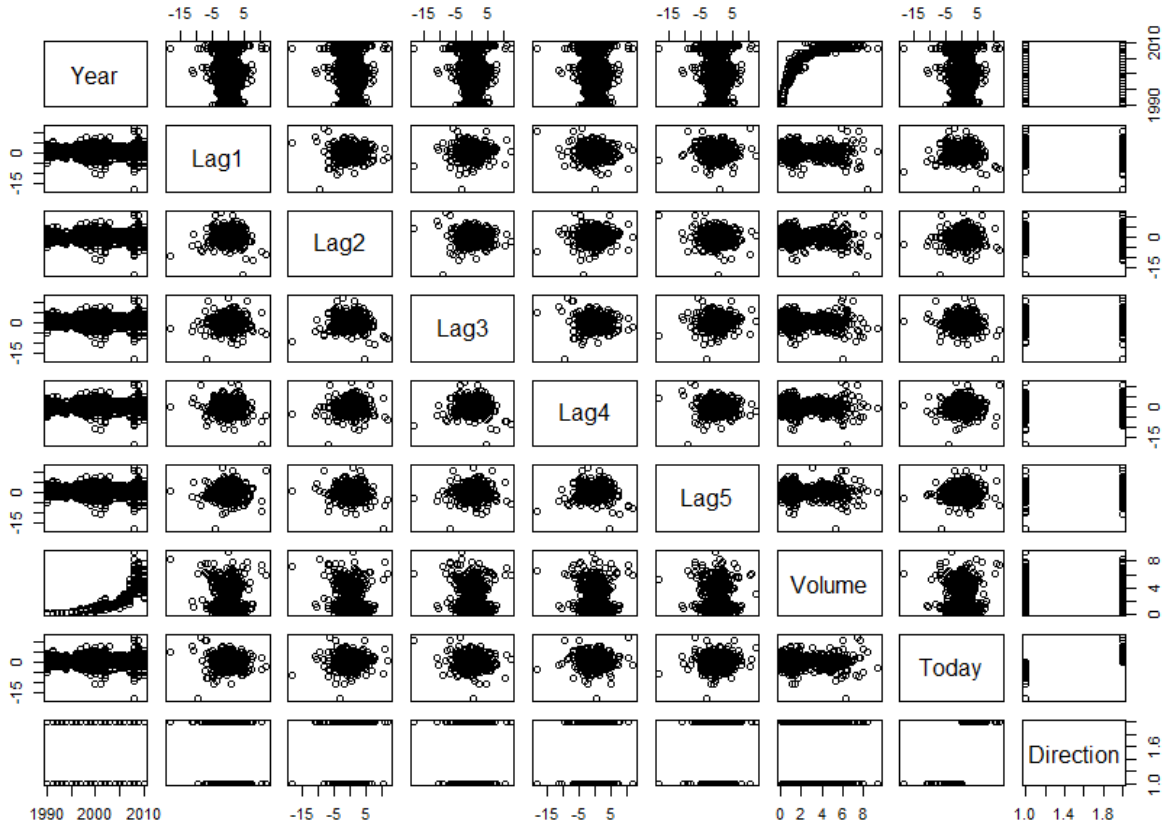 -15 -5 5 -15 -5 5 -15 -5 5 -15 -5 5
Year 1990 2010
-15 0 Lag1
Lag2 -15 0
-15 0 Lag3
Lag4 -15 0
-15 0 Lag5
Volume 0 4 8
-15 0 Today
Direction 1.0 1.6
1990 2000 2010 -15 -5 5 -15 -5 5 0 2 4 6 8 1.0 1.4 1.8